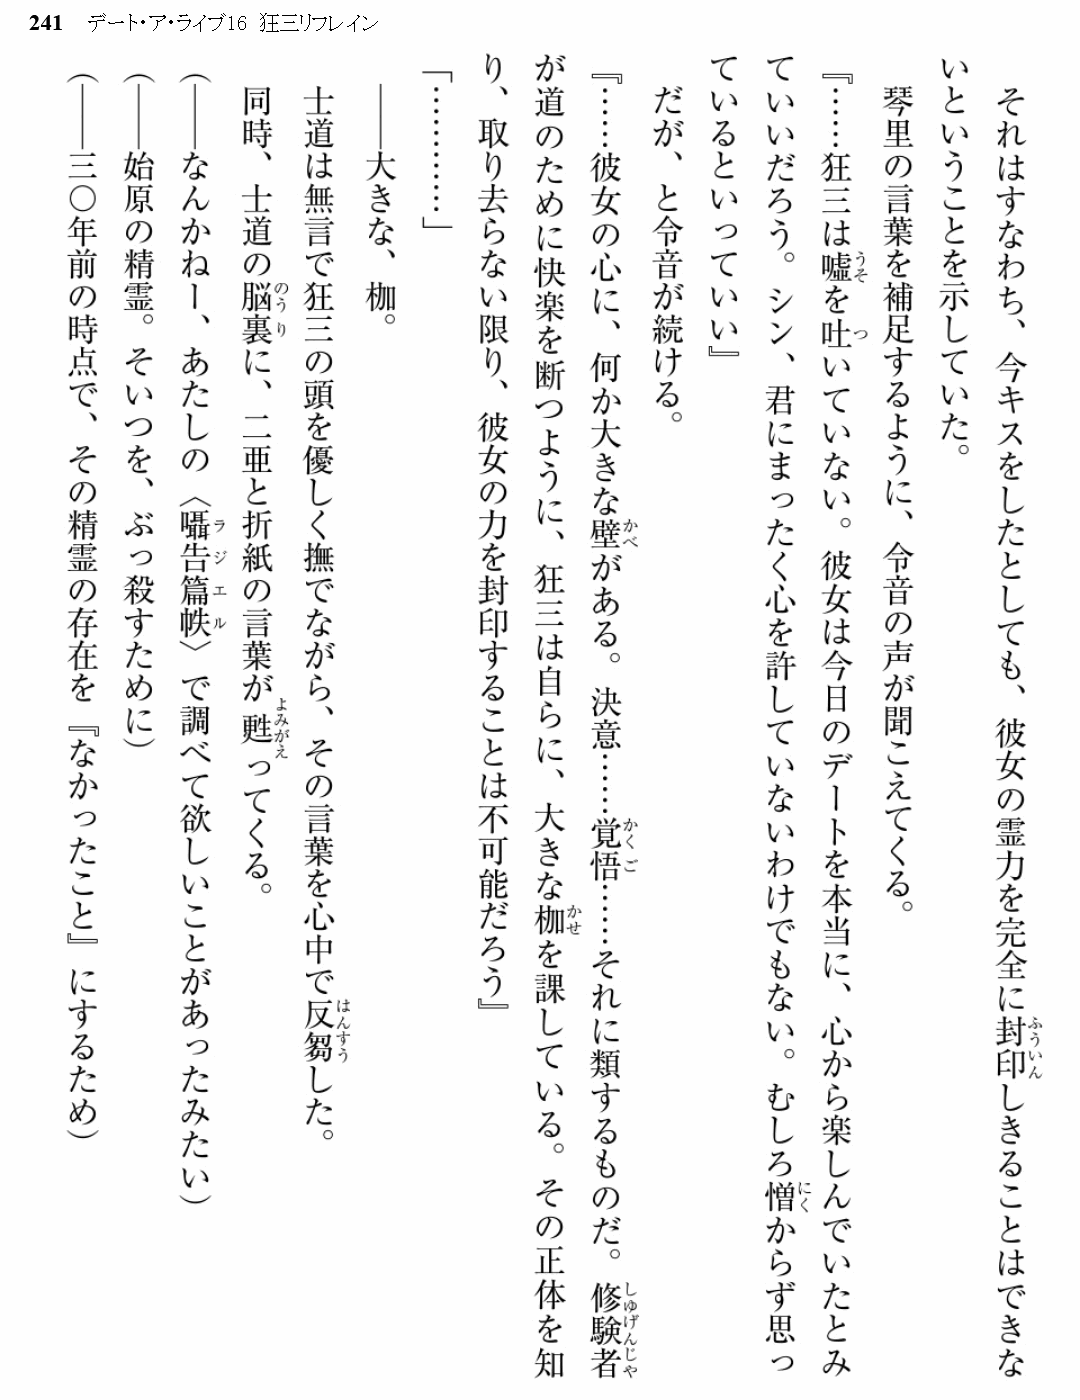 241 デート・ア・ライブ16 狂三リフレイン
それはすなわち、今キスをしたとしても、彼女の霊力を完全に封印しきることはできな
いということを示していた。
琴里の言葉を補足するように、令音の声が聞こえてくる。
『……狂三は嘘を吐いていない。彼女は今日のデートを本当に、心から楽しんでいたとみ
ていいだろう。シン、君にまったく心を許していないわけでもない。むしろ憎からず思っ
ているといっていい』
だが、と令音が続ける。
『……彼女の心に、何か大きな壁がある。決意……覚悟……それに類するものだ。修験者
が道のために快楽を断つように、狂三は自らに、大きな枷を課している。その正体を知
り、取り去らない限り、彼女の力を封印することは不可能だろう』
「…………」
――大きな、枷。
士道は無言で狂三の頭を優しく撫でながら、その言葉を心中で反芻した。
同時、士道の脳裏に、二亜と折紙の言葉が甦ってくる。
（――なんかねー、あたしの〈囁告篇帙〉で調べて欲しいことがあったみたい）
（――始原の精霊。そいつを、ぶっ殺すために）
（――三〇年前の時点で、その精霊の存在を『なかったこと』にするため）